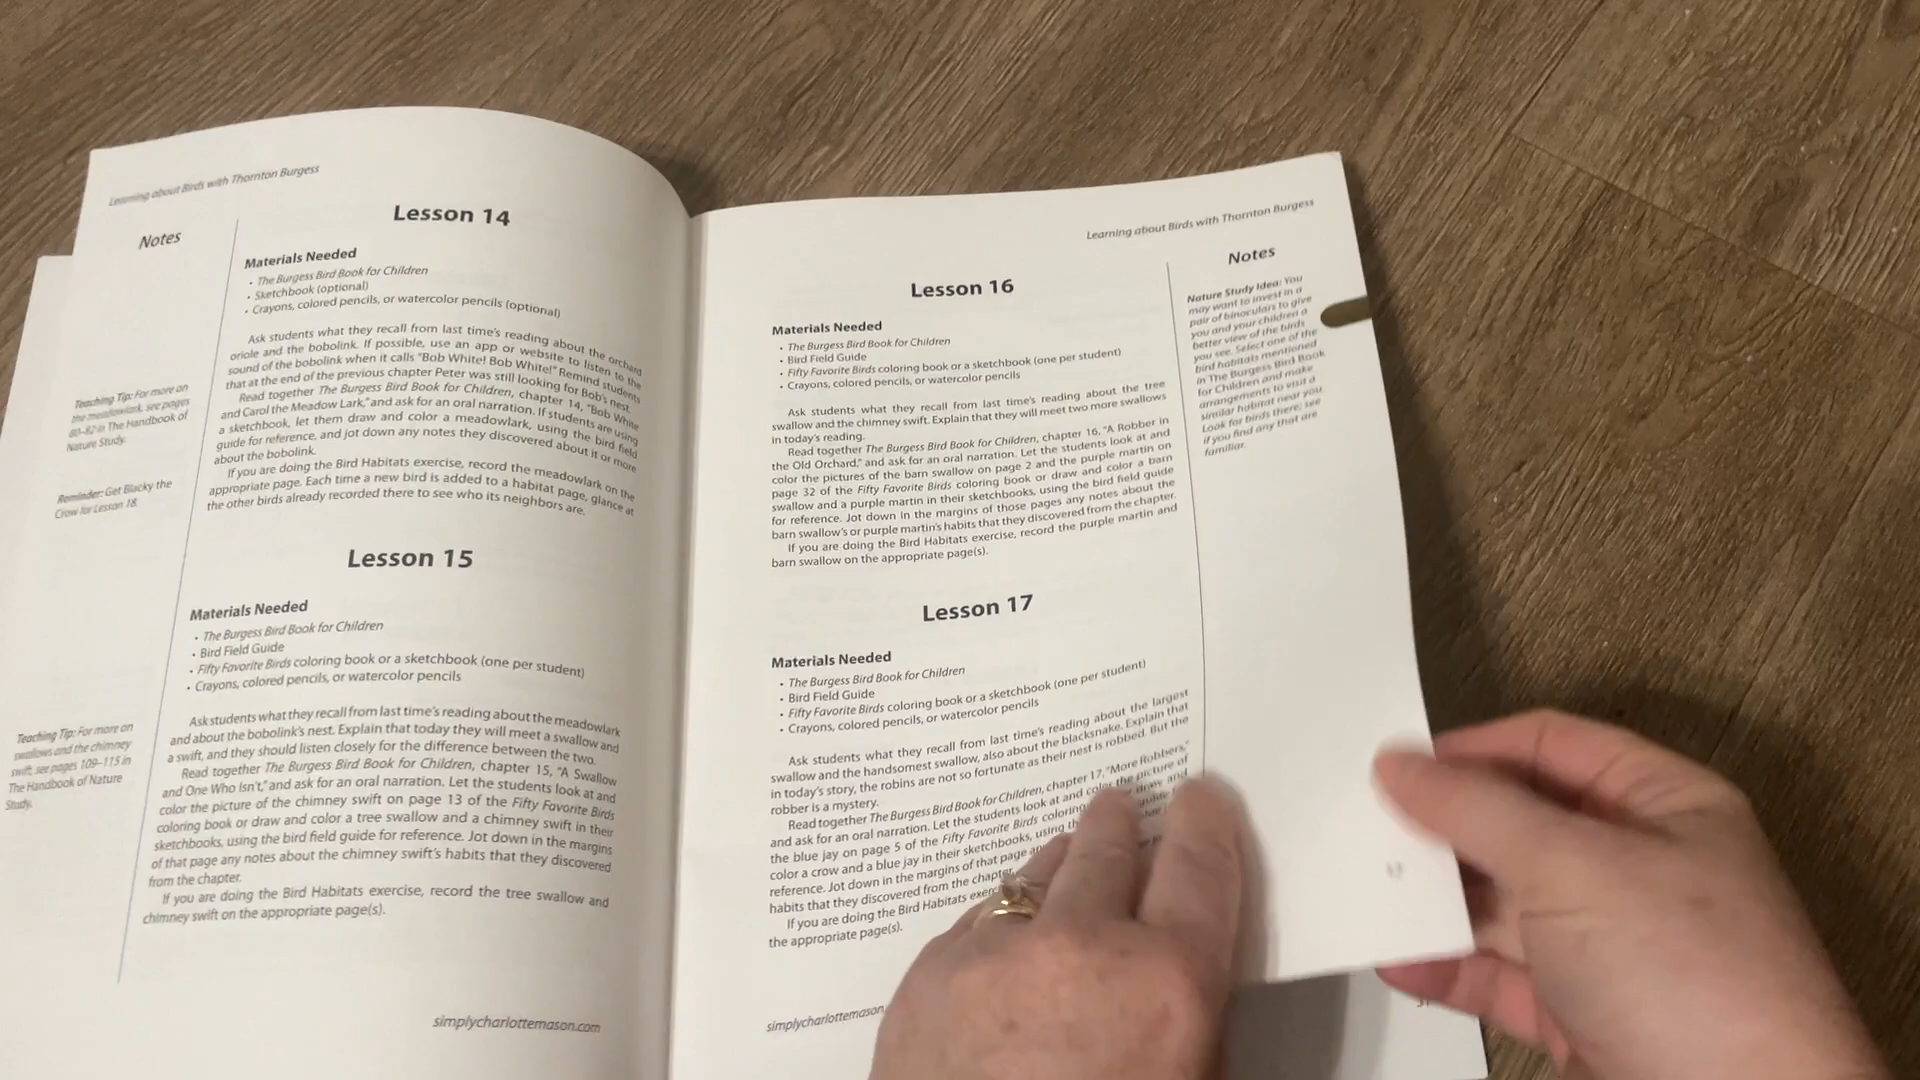 Learning about Birds with Thornton Burgess
Notes
Teaching Tip: For more on
the meadowlark, see pages
80–82 in The Handbook of
Nature Study.
Reminder: Get Blacky the
Crow for Lesson 18.
Teaching Tip: For more on
swallows and the chimney
swift, see pages 109–115 in
The Handbook of Nature
Study.
Lesson 14
Materials Needed
• The Burgess Bird Book for Children
• Sketchbook (optional)
• Crayons, colored pencils, or watercolor pencils (optional)
Ask students what they recall from last time's reading about the orchard
oriole and the bobolink. If possible, use an app or website to listen to the
sound of the bobolink when it calls "Bob White! Bob White!" Remind students
that at the end of the previous chapter Peter was still looking for Bob's nest.
Read together The Burgess Bird Book for Children, chapter 14, "Bob White
and Carol the Meadow Lark," and ask for an oral narration. If students are using
a sketchbook, let them draw and color a meadowlark, using the bird field
guide for reference, and jot down any notes they discovered about it or more
about the bobolink.
If you are doing the Bird Habitats exercise, record the meadowlark on the
appropriate page. Each time a new bird is added to a habitat page, glance at
the other birds already recorded there to see who its neighbors are.
Lesson 15
Materials Needed
• The Burgess Bird Book for Children
• Bird Field Guide
• Fifty Favorite Birds coloring book or a sketchbook (one per student)
• Crayons, colored pencils, or watercolor pencils
Ask students what they recall from last time's reading about the meadowlark
and about the bobolink's nest. Explain that today they will meet a swallow and
a swift, and they should listen closely for the difference between the two.
Read together The Burgess Bird Book for Children, chapter 15, "A Swallow
and One Who Isn't," and ask for an oral narration. Let the students look at and
color the picture of the chimney swift on page 13 of the Fifty Favorite Birds
coloring book or draw and color a tree swallow and a chimney swift in their
sketchbooks, using the bird field guide for reference. Jot down in the margins
of that page any notes about the chimney swift's habits that they discovered
from the chapter.
If you are doing the Bird Habitats exercise, record the tree swallow and
chimney swift on the appropriate page(s).
simplycharlottemason.com
Learning about Birds with Thornton Burgess
Lesson 16
Materials Needed
• The Burgess Bird Book for Children
• Bird Field Guide
• Fifty Favorite Birds coloring book or a sketchbook (one per student)
• Crayons, colored pencils, or watercolor pencils
Ask students what they recall from last time's reading about the tree
swallow and the chimney swift. Explain that they will meet two more swallows
in today's reading.
Read together The Burgess Bird Book for Children, chapter 16, "A Robber in
the Old Orchard," and ask for an oral narration. Let the students look at and
color the pictures of the barn swallow on page 2 and the purple martin on
page 32 of the Fifty Favorite Birds coloring book or draw and color a barn
swallow and a purple martin in their sketchbooks, using the bird field guide
for reference. Jot down in the margins of those pages any notes about the
barn swallow's or purple martin's habits that they discovered from the chapter.
If you are doing the Bird Habitats exercise, record the purple martin and
barn swallow on the appropriate page(s).
Lesson 17
Materials Needed
• The Burgess Bird Book for Children
• Bird Field Guide
• Fifty Favorite Birds coloring book or a sketchbook (one per student)
• Crayons, colored pencils, or watercolor pencils
Ask students what they recall from last time's reading about the largest
swallow and the handsomest swallow, also about the blacksnake. Explain that
in today's story, the robins are not so fortunate as their nest is robbed. But the
robber is a mystery.
Read together The Burgess Bird Book for Children, chapter 17, "More Robbers,"
and ask for an oral narration. Let the students look at and color the picture of
the blue jay on page 5 of the Fifty Favorite Birds coloring draw and
color a crow and a blue jay in their sketchbooks, using
reference. Jot down in the margins of that page
habits that they discovered from the chapter
If you are doing the Bird Habitats
the appropriate page(s).
simplycharlottemason.com
Notes
Nature Study Idea: You
may want to invest in a
pair of binoculars to give
you and your children a
better view of the birds
you see. Select one of the
bird habitats mentioned
in The Burgess Bird Book
for Children and make
arrangements to visit a
similar habitat near you.
Look for birds there; see
if you find any that are
familiar.